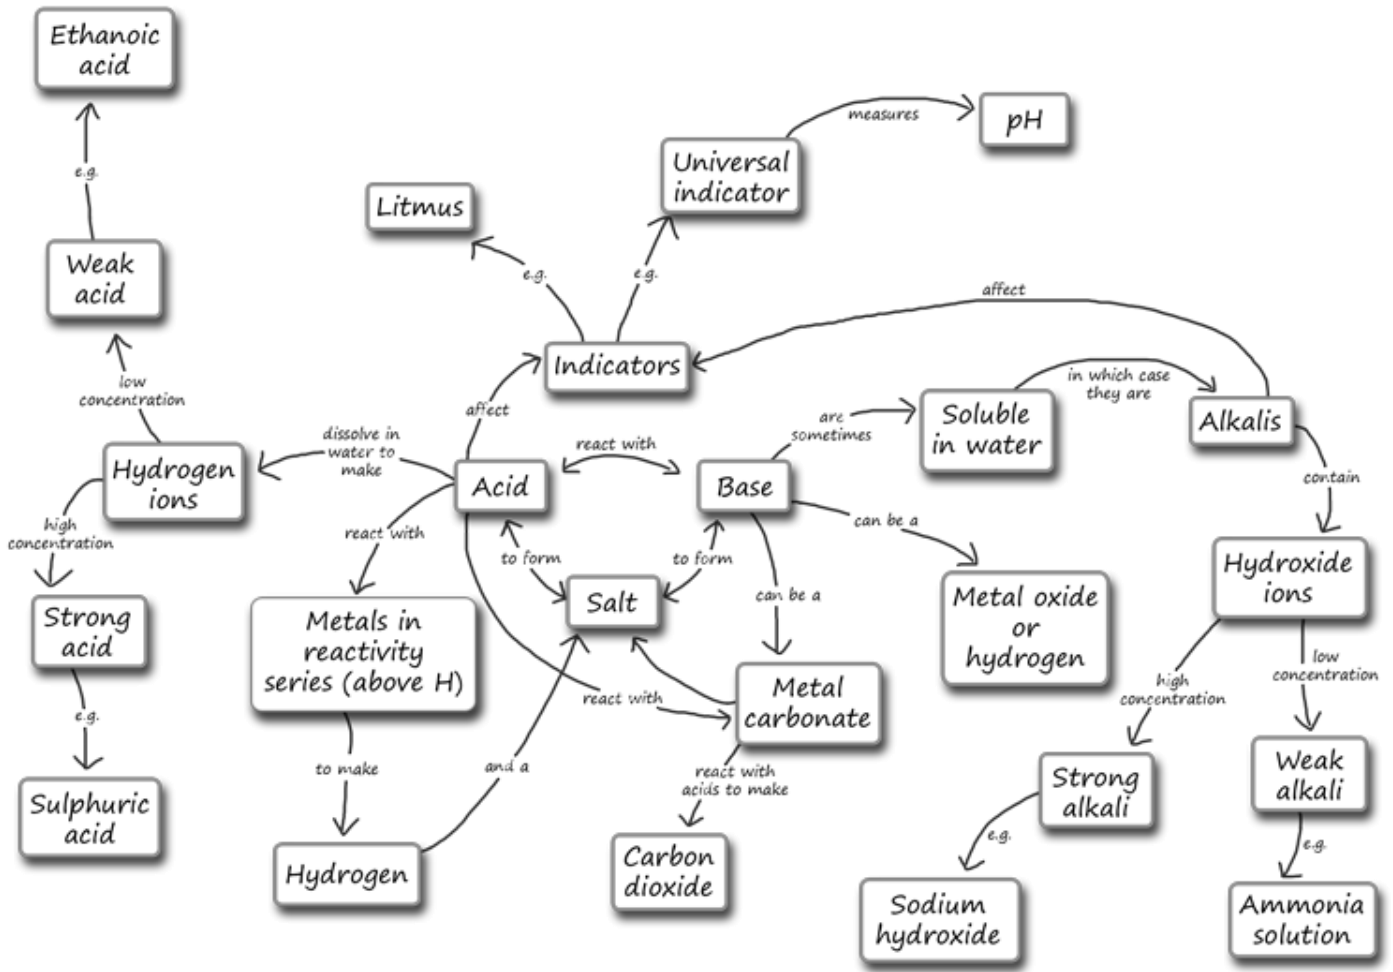 Ethanoic
acid
e.g.
Weak
acid
low
concentration
Hydrogen
ions
high
concentration
Strong
acid
e.g.
Sulphuric
acid
Litmus
e.g.
Universal
indicator
e.g.
measures
pH
Indicators
affect
affect
dissolve in
water to
make
Acid
react with
Base
are
sometimes
Soluble
in water
in which case
they are
Alkalis
contain
react with
to form
to form
Salt
can be a
can be a
Metal oxide
or
hydrogen
Metals in
reactivity
series (above H)
to make
Hydrogen
and a
react with
Metal
carbonate
react with
acids to make
Carbon
dioxide
Hydroxide
ions
high
concentration
low
concentration
Strong
alkali
e.g.
Sodium
hydroxide
Weak
alkali
e.g.
Ammonia
solution